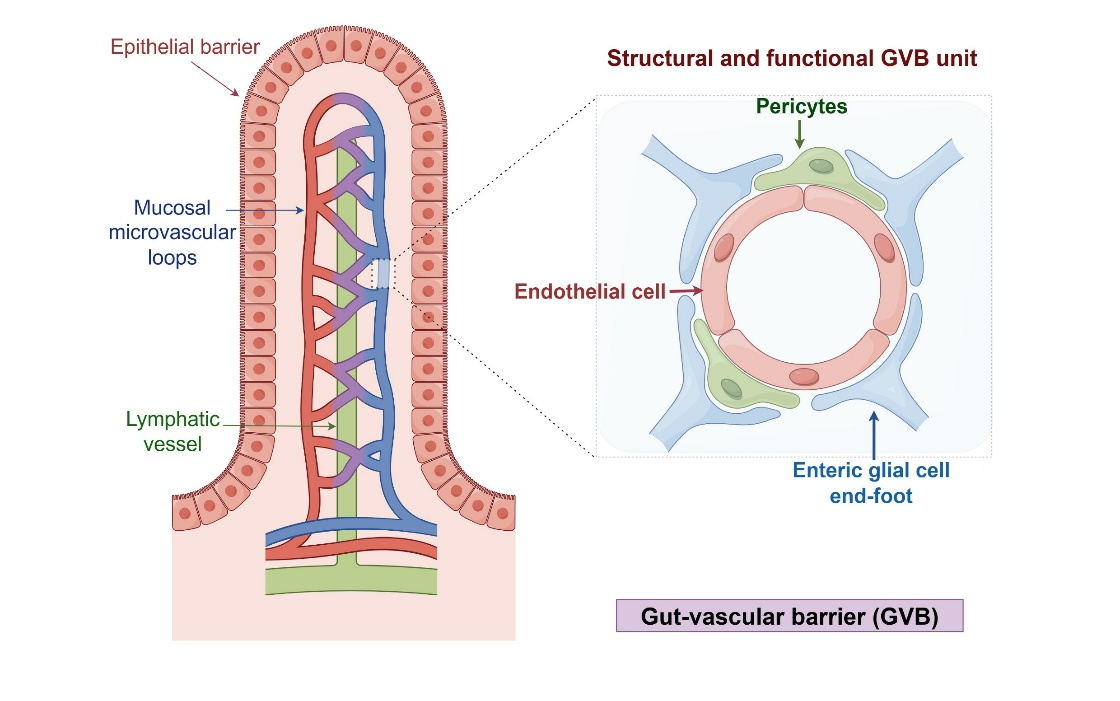 Epithelial barrier
Structural and functional GVB unit
Pericytes
Mucosal
microvascular
loops
Endothelial cell
Lymphatic
vessel
Enteric glial cell
end-foot
Gut-vascular barrier (GVB)